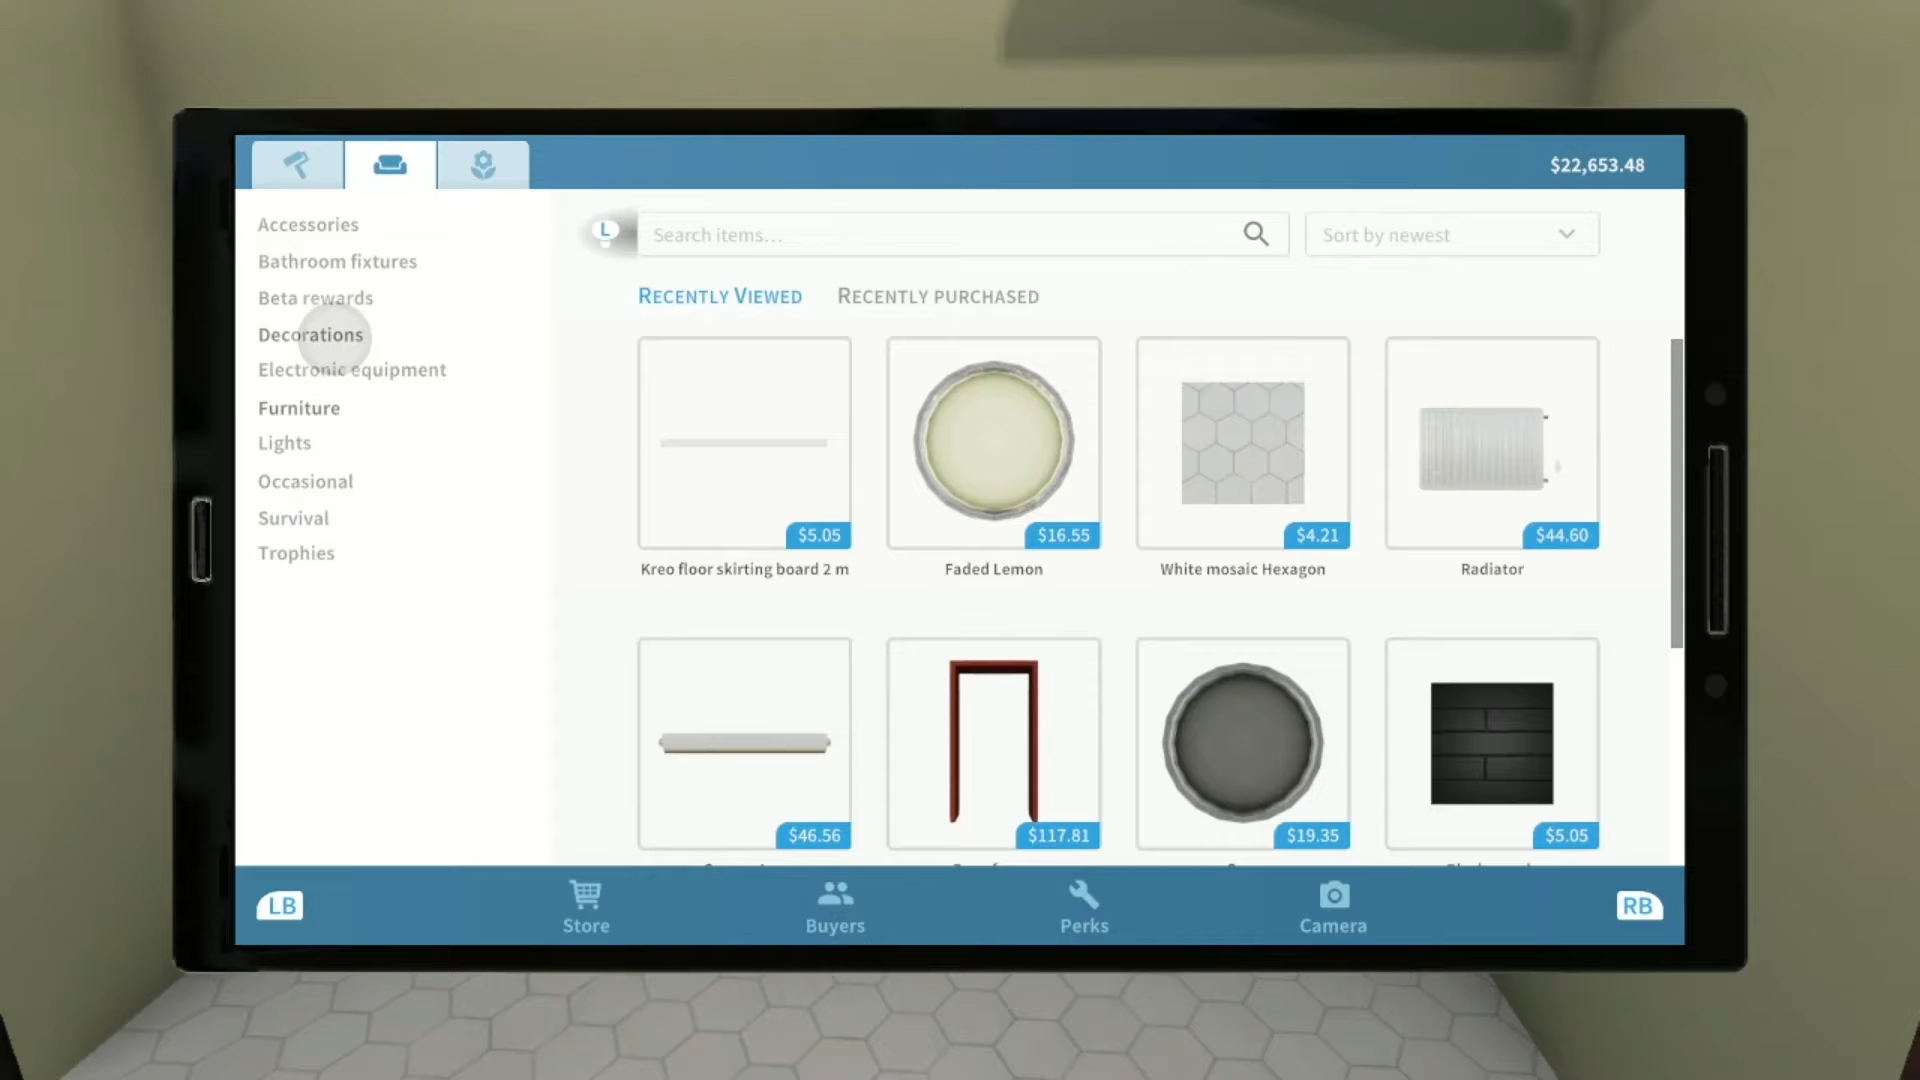 $22,653.48
Accessories
Bathroom fixtures
Beta rewards
Decorations
Electronic equipment
Furniture
Lights
Occasional
Survival
Trophies
L
Search items...
Sort by newest
RECENTLY VIEWED
RECENTLY PURCHASED
$5.05
$16.55
$4.21
$44.60
Kreo floor skirting board 2 m
Faded Lemon
White mosaic Hexagon
Radiator
$46.56
$117.81
$19.35
$5.05
LB
Store
Buyers
Perks
Camera
RB